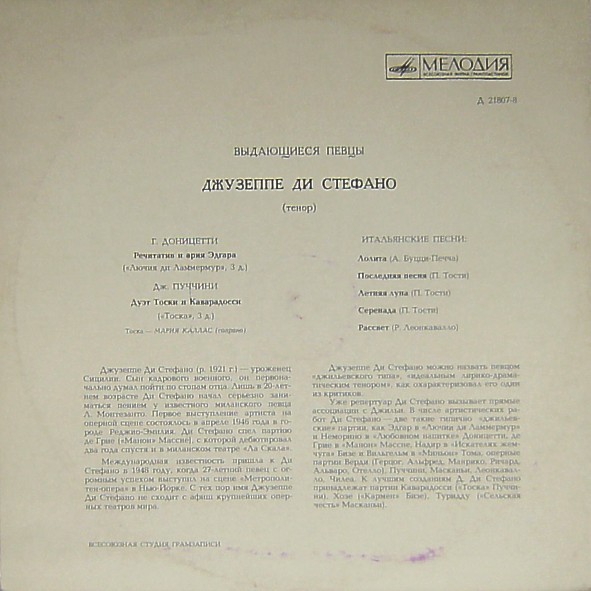 МЕЛОДИЯ
ВСЕСОЮЗНАЯ ФИРМА ГРАМПЛАСТИНОК
Д 21807-8
ВЫДАЮЩИЕСЯ ПЕВЦЫ
ДЖУЗЕППЕ ДИ СТЕФАНО
(тенор)
Г. ДОНИЦЕТТИ
Речитатив и ария Эдгара
(«Лючия ди Ламмермур», 3 д.)
Дж. ПУЧЧИНИ
Дуэт Тоски и Каварадосси
(«Тоска», 3 д.)
Тоска — МАРИЯ КАЛЛАС (сопрано)
ИТАЛЬЯНСКИЕ ПЕСНИ:
Лолита (А. Буцци-Печча)
Последняя песня (П. Тости)
Летняя луна (П. Тости)
Серенада (П. Тости)
Рассвет (Р. Леонкавалло)
Джузеппе Ди Стефано (р. 1921 г.) — уроженец
Сицилии. Сын кадрового военного, он первона-
чально думал пойти по стопам отца. Лишь в 20-лет-
нем возрасте Ди Стефано начал серьезно зани-
маться пением у известного миланского певца
Л. Монтезанто. Первое выступление артиста на
оперной сцене состоялось в апреле 1946 года в го-
роде Реджио-Эмилия. Ди Стефано спел партию
де Грие («Манон» Массне), с которой дебютировал
два года спустя и в миланском театре «Ла Скала».
Международная известность пришла к Ди
Стефано в 1948 году, когда 27-летний певец с ог-
ромным успехом выступил на сцене «Метрополи-
тен-опера» в Нью-Йорке. С тех пор имя Джузеппе
Ди Стефано не сходит с афиш крупнейших опер-
ных театров мира.
Джузеппе Ди Стефано можно назвать певцом
«джильевского типа», «идеальным лирико-драма-
тическим тенором», как охарактеризовал его один
из критиков.
Уже репертуар Ди Стефано вызывает прямые
ассоциации с Джильи. В числе артистических ра-
бот Ди Стефано — две такие типично «джильев-
ские» партии, как Эдгар в «Лючии ди Ламмермур»
и Неморино в «Любовном напитке» Доницетти, де
Грие в «Манон» Массне, Надир в «Искателях жем-
чуга» Бизе и Вильгельм в «Миньон» Тома, оперные
партии Верди (Герцог, Альфред, Манрико, Ричард,
Альваро, Отелло), Пуччини, Масканьи, Леонкавал-
ло, Чилеа. К лучшим созданиям Д. Ди Стефано
принадлежат партии Каварадосси («Тоска» Пуччи-
ни), Хозе («Кармен» Бизе), Туридду («Сельская
честь» Масканьи).
ВСЕСОЮЗНАЯ СТУДИЯ ГРАМЗАПИСИ